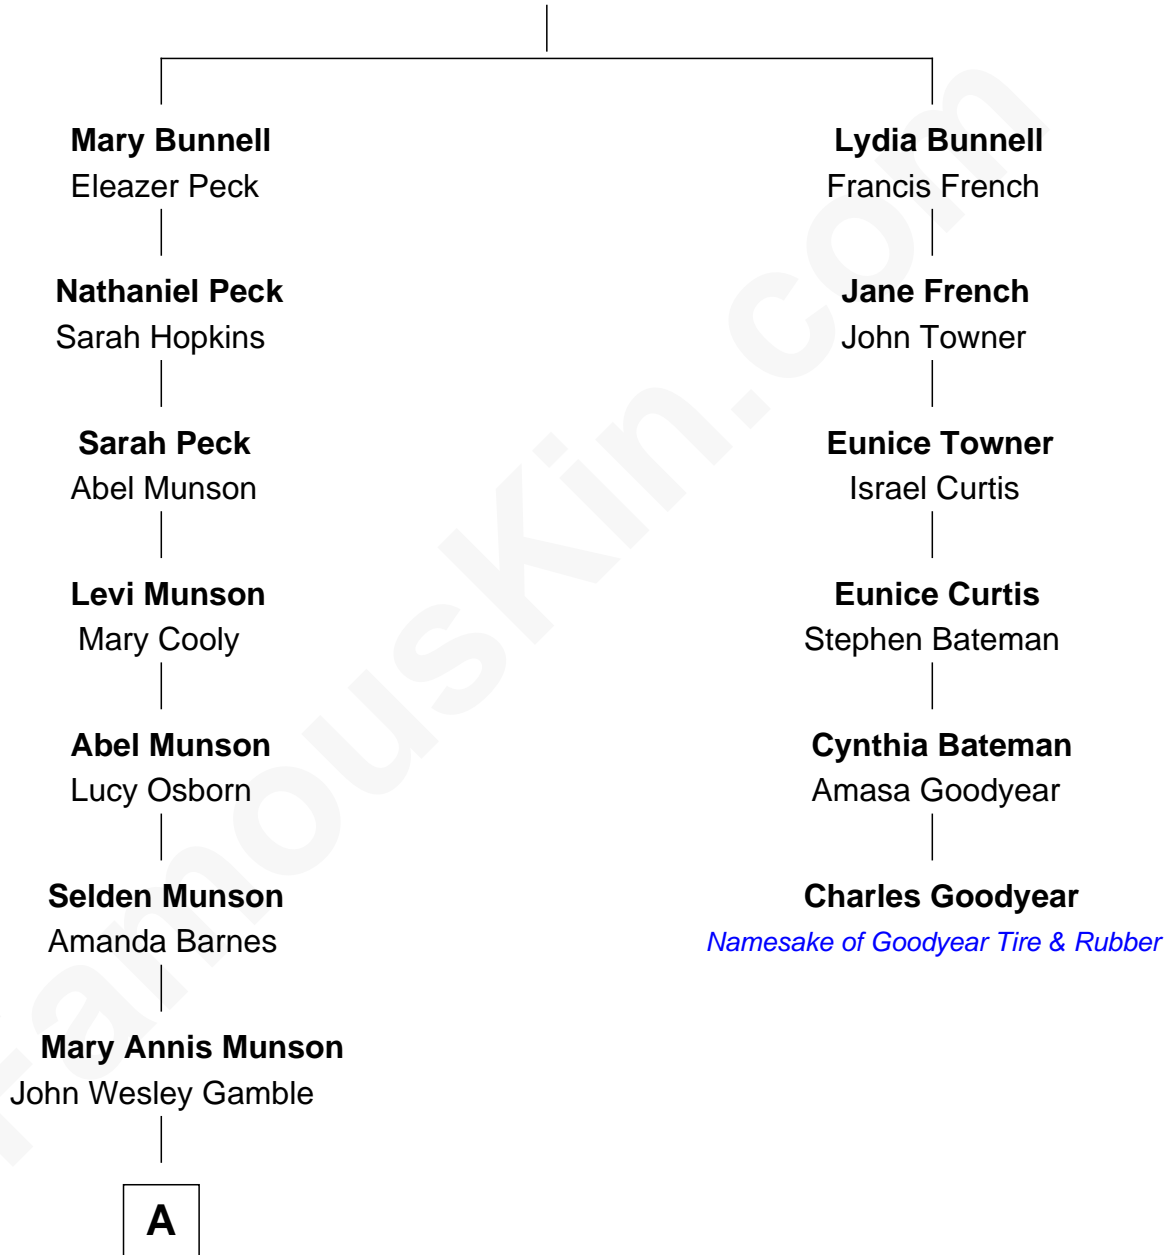 Mary Bunnell
Eleazer Peck
Nathaniel Peck
Sarah Hopkins
Sarah Peck
Abel Munson
Levi Munson
Mary Cooly
Abel Munson
Lucy Osborn
Selden Munson
Amanda Barnes
Mary Annis Munson
John Wesley Gamble
A
Lydia Bunnell
Francis French
Jane French
John Towner
Eunice Towner
Israel Curtis
Eunice Curtis
Stephen Bateman
Cynthia Bateman
Amasa Goodyear
Charles Goodyear
Namesake of Goodyear Tire & Rubber
FamousKin.com